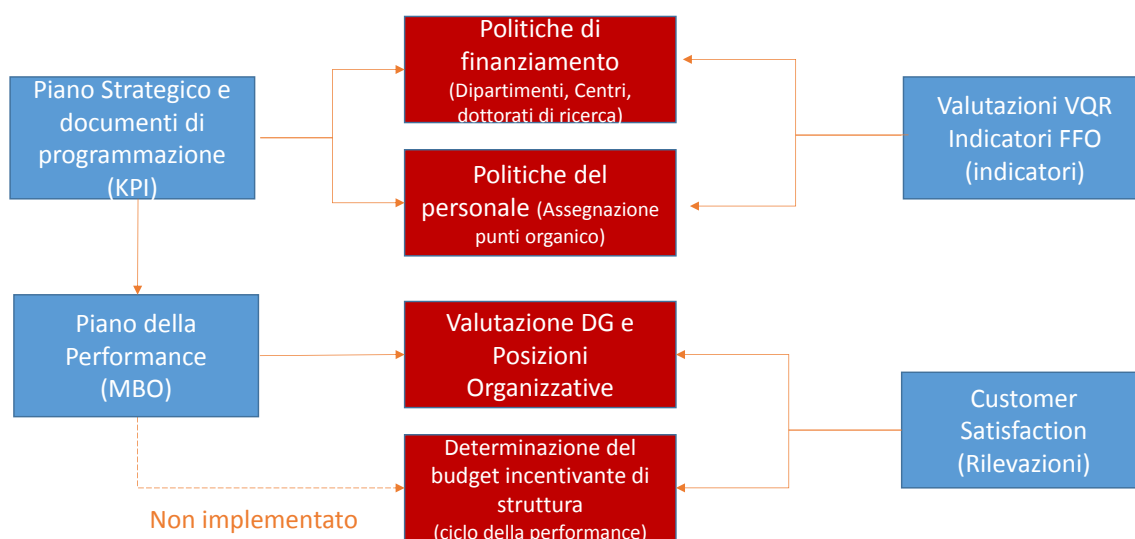 Politiche di
finanziamento
(Dipartimenti, Centri,
dottorati di ricerca)
Piano Strategico e
documenti di
programmazione
(KPI)
Valutazioni VQR
Indicatori FFO
(indicatori)
Politiche del
personale (Assegnazione
punti organico)
Piano della
Performance
(MBO)
Valutazione DG e
Posizioni
Organizzative
Customer
Satisfaction
(Rilevazioni)
Determinazione del
budget incentivante di
struttura
(ciclo della performance)
Non implementato